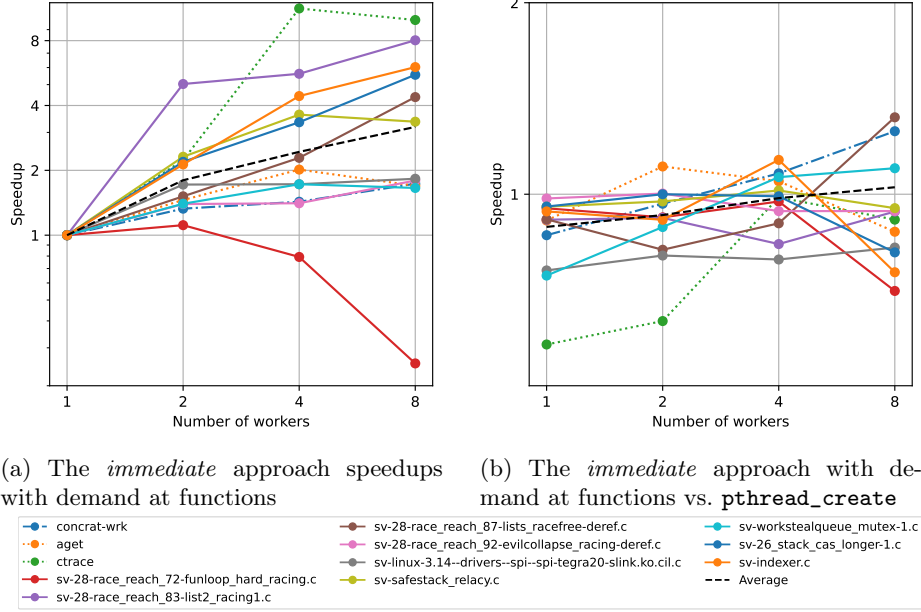 8
4
2
1
Speedup
1
2
4
8
Number of workers
2
1
Speedup
1
2
4
8
Number of workers
(a) The immediate approach speedups
with demand at functions
(b) The immediate approach with de-
mand at functions vs. pthread_create
concrat-wrk
aget
ctrace
sv-28-race_reach_72-funloop_hard_racing.c
sv-28-race_reach_83-list2_racing1.c
sv-28-race_reach_87-lists_racefree-deref.c
sv-28-race_reach_92-evilcollapse_racing-deref.c
sv-linux-3.14--drivers--spi--spi-tegra20-slink.ko.cil.c
sv-safestack_relacy.c
sv-workstealqueue_mutex-1.c
sv-26_stack_cas_longer-1.c
sv-indexer.c
Average